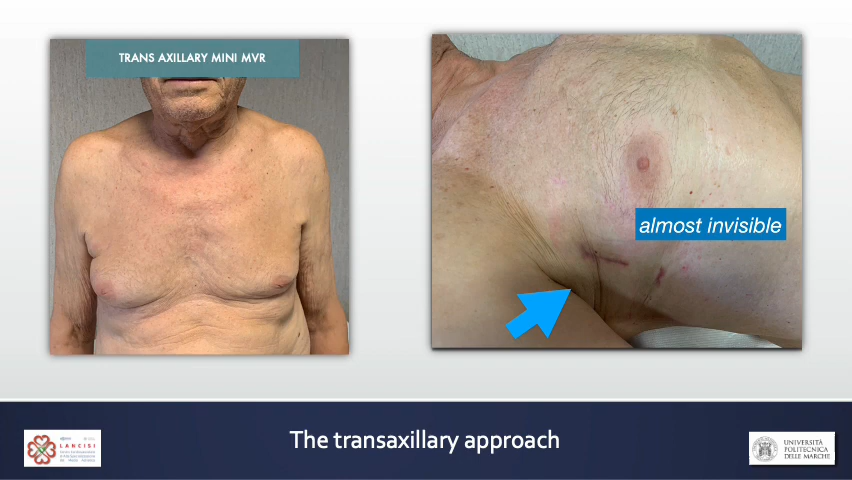 TRANS AXILLARY MINI MVR
almost invisible
The transaxillary approach
LANCISI
UNIVERSITÀ
POLITECNICA
DELLE MARCHE